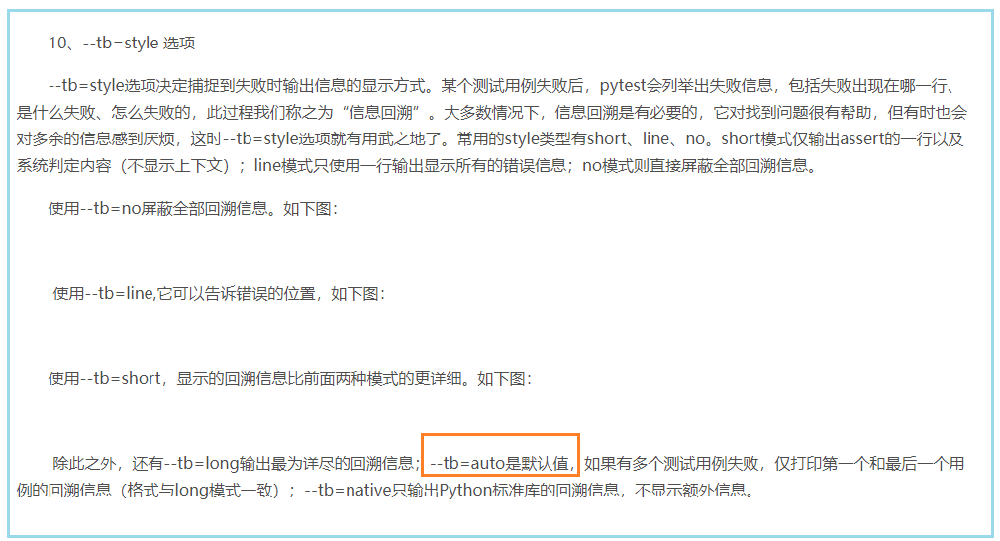 10、--tb=style 选项
--tb=style选项决定捕捉到失败时输出信息的显示方式。某个测试用例失败后，pytest会列举出失败信息，包括失败出现在哪一行、
是什么失败、怎么失败的，此过程我们称之为“信息回溯”。大多数情况下，信息回溯是有必要的，它对找到问题很有帮助，但有时也会
对多余的信息感到厌烦，这时--tb=style选项就有用武之地了。常用的style类型有short、line、no。short模式仅输出assert的一行以及
系统判定内容（不显示上下文）；line模式只使用一行输出显示所有的错误信息；no模式则直接屏蔽全部回溯信息。
使用--tb=no屏蔽全部回溯信息。如下图：
使用--tb=line,它可以告诉错误的位置，如下图：
使用--tb=short，显示的回溯信息比前面两种模式的更详细。如下图：
除此之外，还有--tb=long输出最为详尽的回溯信息；--tb=auto是默认值，如果有多个测试用例失败，仅打印第一个和最后一个用
例的回溯信息（格式与long模式一致）；--tb=native只输出Python标准库的回溯信息，不显示额外信息。